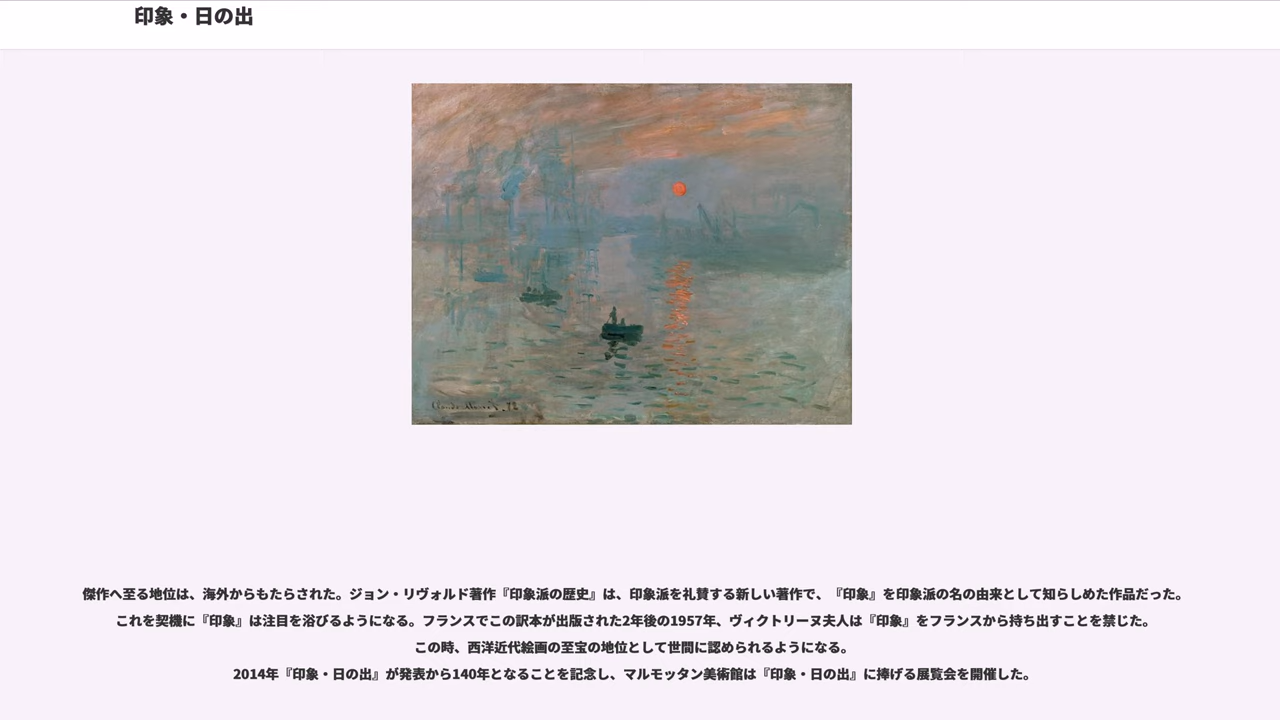 印象・日の出
Claude Monet 72
傑作へ至る地位は、海外からもたらされた。ジョン・リヴォルド著作『印象派の歴史』は、印象派を礼賛する新しい著作で、『印象』を印象派の名の由来として知らしめた作品だった。
これを契機に『印象』は注目を浴びるようになる。フランスでこの訳本が出版された2年後の1957年、ヴィクトリーヌ夫人は『印象』をフランスから持ち出すことを禁じた。
この時、西洋近代絵画の至宝の地位として世間に認められるようになる。
2014年『印象・日の出』が発表から140年となることを記念し、マルモッタン美術館は『印象・日の出』に捧げる展覧会を開催した。